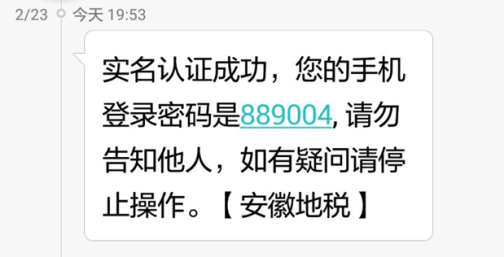 2/23 今天 19:53
实名认证成功，您的手机
登录密码是889004, 请勿
告知他人，如有疑问请停
止操作。【安徽地税】